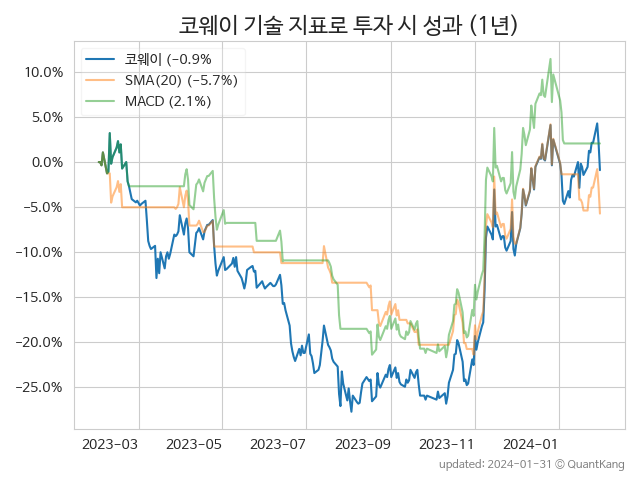 코웨이 기술 지표로 투자 시 성과 (1년)
코웨이 (−0.9%
SMA(20) (−5.7%)
MACD (2.1%)
10.0%
5.0%
0.0%
−5.0%
−10.0%
−15.0%
−20.0%
−25.0%
2023-03 2023-05 2023-07 2023-09 2023-11 2024-01
updated: 2024-01-31 © QuantKang